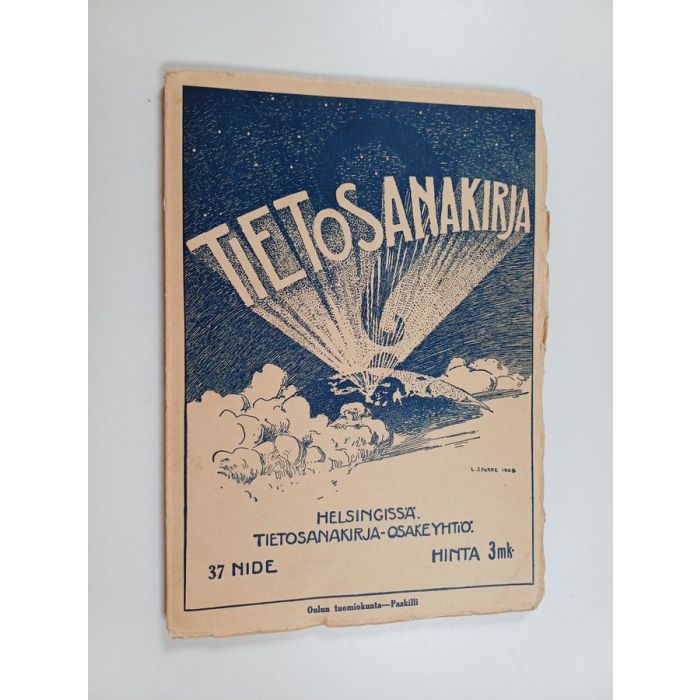 TIETOSANAKIRJA
L. SPARRE 1908
HELSINGISSÄ.
TIETOSANAKIRJA-OSAKEYHTIÖ.
37 NIDE
HINTA 3mk.
Oulun tuomiokunta—Paskilli